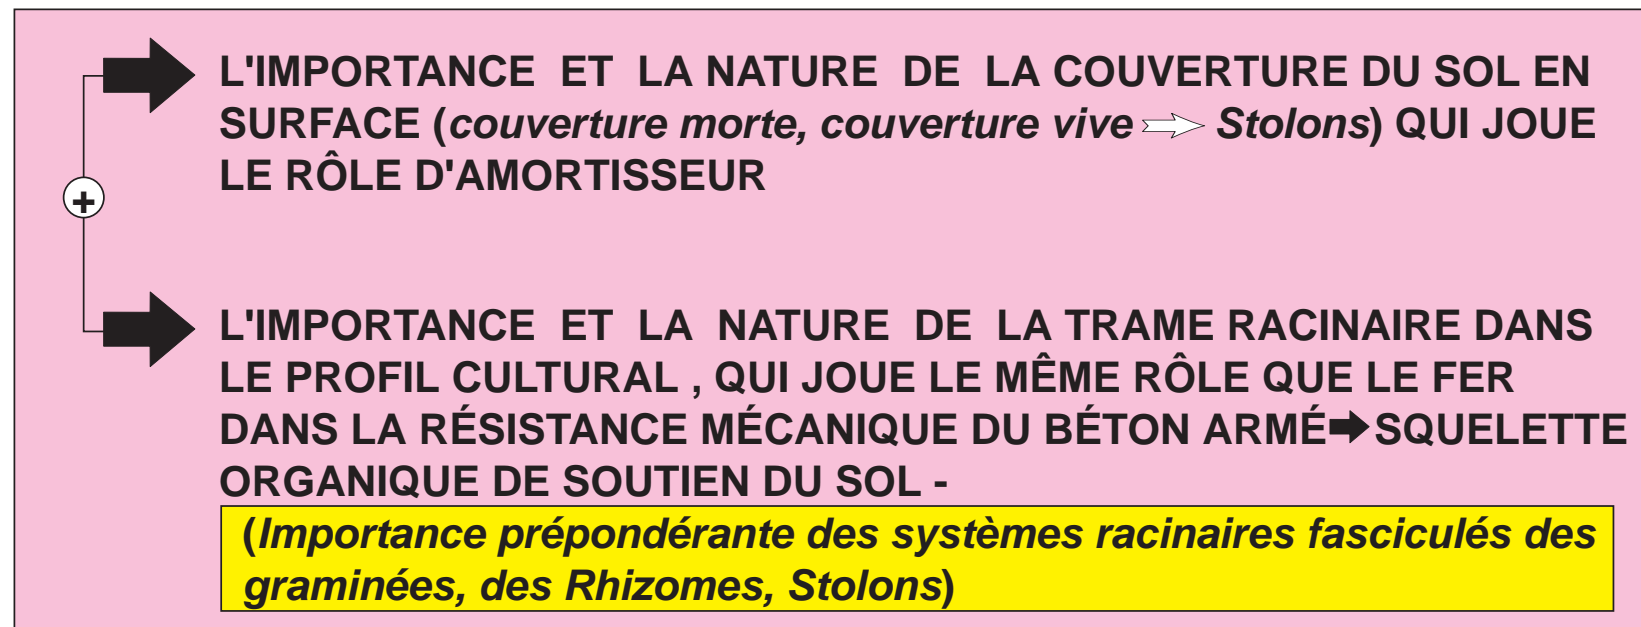 L'IMPORTANCE ET LA NATURE DE LA COUVERTURE DU SOL EN
SURFACE (couverture morte, couverture vive ⇒ Stolons) QUI JOUE
LE RÔLE D'AMORTISSEUR
+
L'IMPORTANCE ET LA NATURE DE LA TRAME RACINAIRE DANS
LE PROFIL CULTURAL , QUI JOUE LE MÊME RÔLE QUE LE FER
DANS LA RÉSISTANCE MÉCANIQUE DU BÉTON ARMÉ➡SQUELETTE
ORGANIQUE DE SOUTIEN DU SOL -
(Importance prépondérante des systèmes racinaires fasciculés des
graminées, des Rhizomes, Stolons)